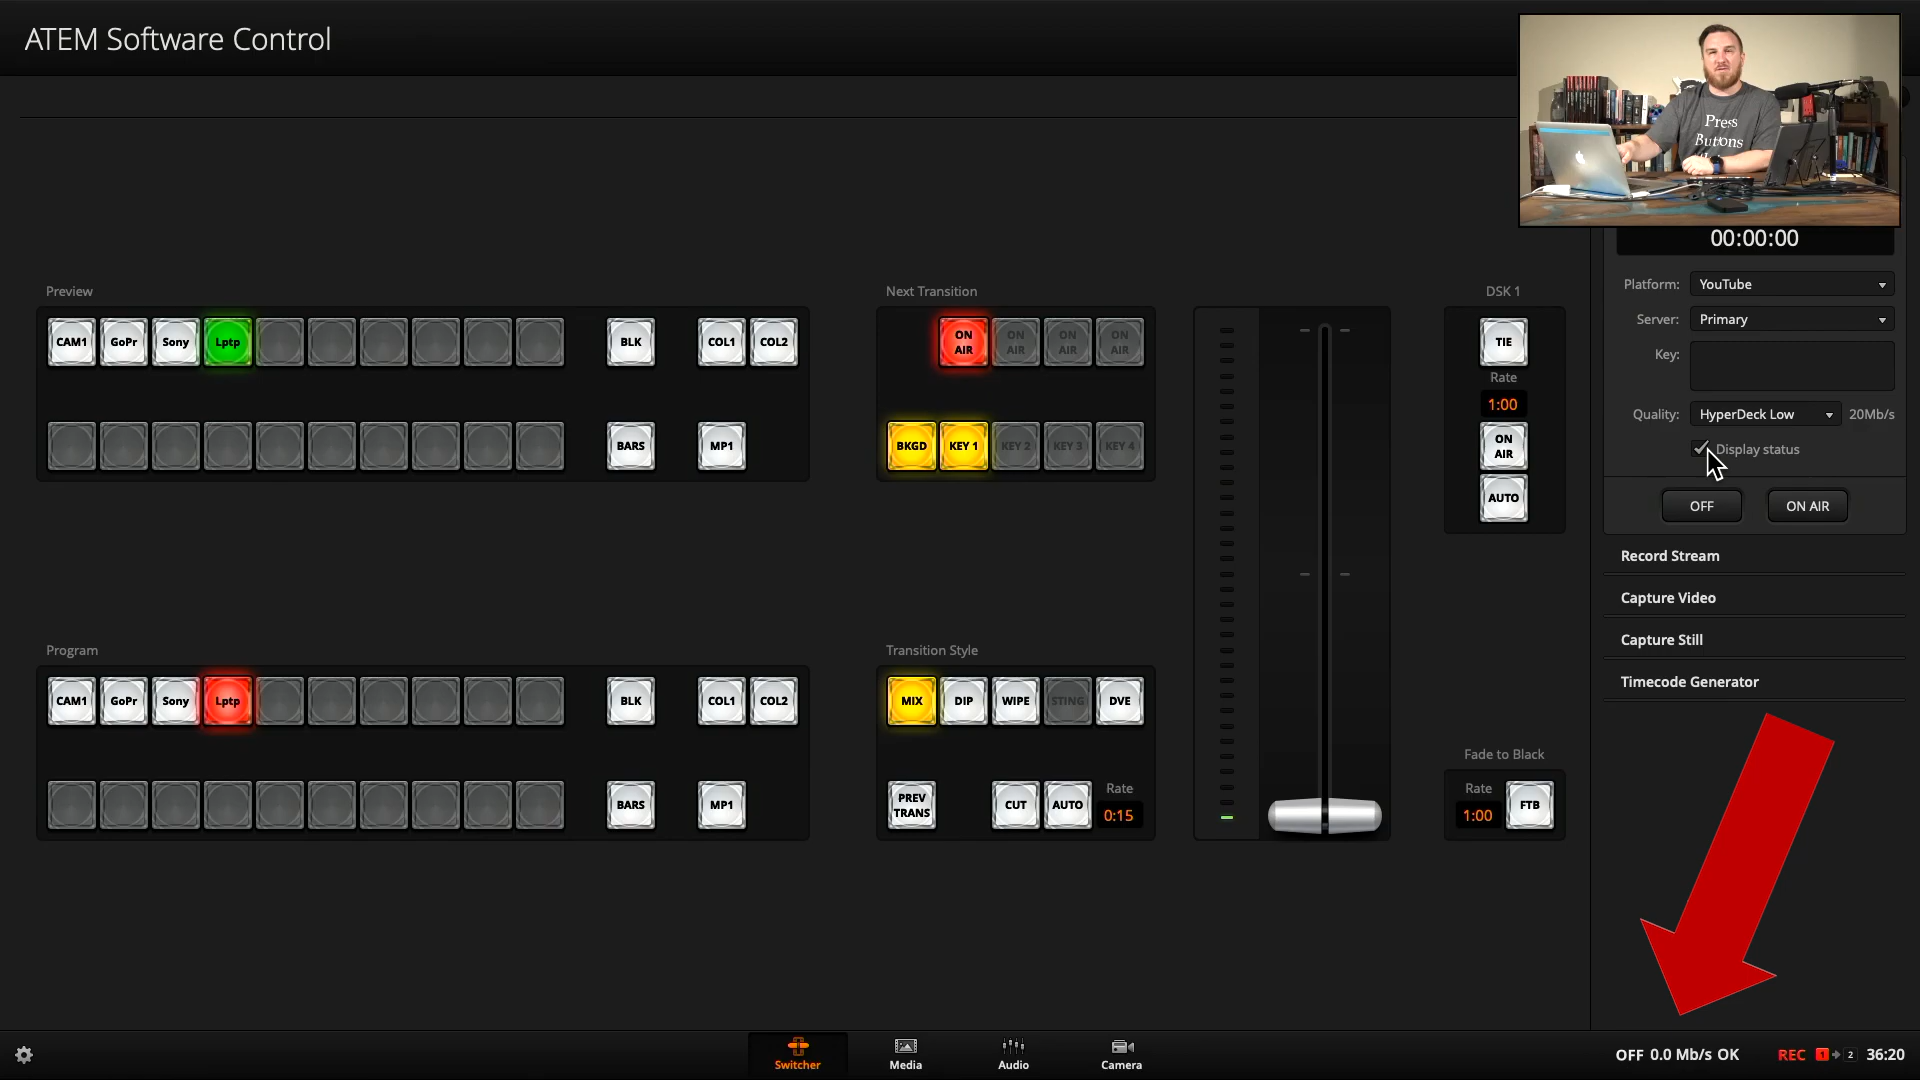 ATEM Software Control
Press
Buttons
00:00:00
Platform: YouTube
Server: Primary
Key:
Quality: HyperDeck Low 20Mb/s
Display status
OFF ON AIR
Record Stream
Capture Video
Capture Still
Timecode Generator
Preview
CAM1 GoPr Sony Lptp BLK COL1 COL2
BARS MP1
Next Transition
ON AIR ON AIR ON AIR ON AIR
BKGD KEY 1 KEY 2 KEY 3 KEY 4
DSK 1
TIE
Rate
1:00
ON
AIR
AUTO
Program
CAM1 GoPr Sony Lptp BLK COL1 COL2
BARS MP1
Transition Style
MIX DIP WIPE STING DVE
PREV
TRANS
CUT AUTO
Rate
0:15
Fade to Black
Rate
1:00
FTB
Switcher Media Audio Camera
OFF 0.0 Mb/s OK REC 1 2 36:20